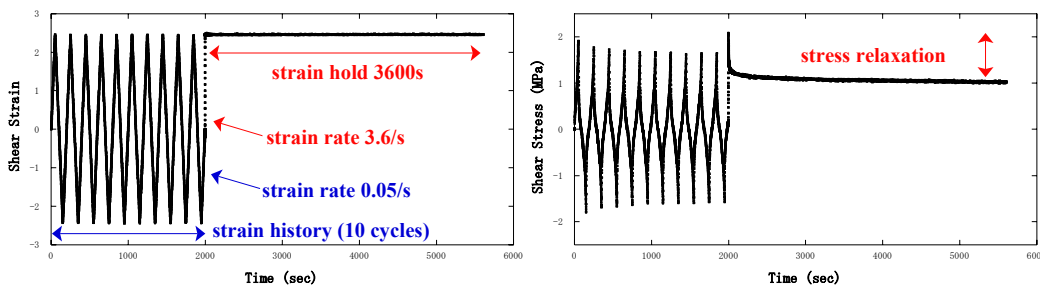 3
2
1
0
-1
-2
-3
0
1000
2000
3000
4000
5000
6000
Shear Strain
Time (sec)
strain hold 3600s
strain rate 3.6/s
strain rate 0.05/s
strain history (10 cycles)
2
1
0
-1
-2
0
1000
2000
3000
4000
5000
6000
Shear Stress (MPa)
Time (sec)
stress relaxation